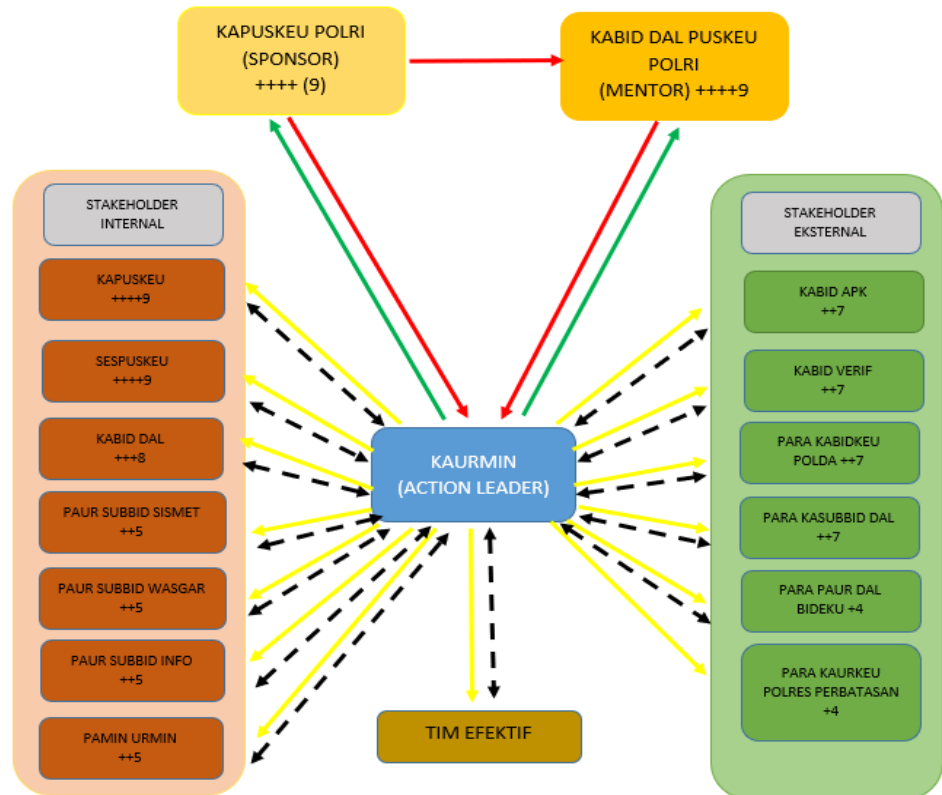 KAPUSKEU POLRI
(SPONSOR)
++++ (9)
KABID DAL PUSKEU
POLRI
(MENTOR) ++++9
STAKEHOLDER
INTERNAL
KAPUSKEU
++++9
SESPUSKEU
++++9
KABID DAL
+++8
PAUR SUBBID SISMET
++5
PAUR SUBBID WASGAR
++5
PAUR SUBBID INFO
++5
PAMIN URMIN
++5
KAURMIN
(ACTION LEADER)
TIM EFEKTIF
STAKEHOLDER
EKSTERNAL
KABID APK
++7
KABID VERIF
++7
PARA KABIDKEU
POLDA ++7
PARA KASUBBID DAL
++7
PARA PAUR DAL
BIDEKU +4
PARA KAURKEU
POLRES PERBATASAN
+4